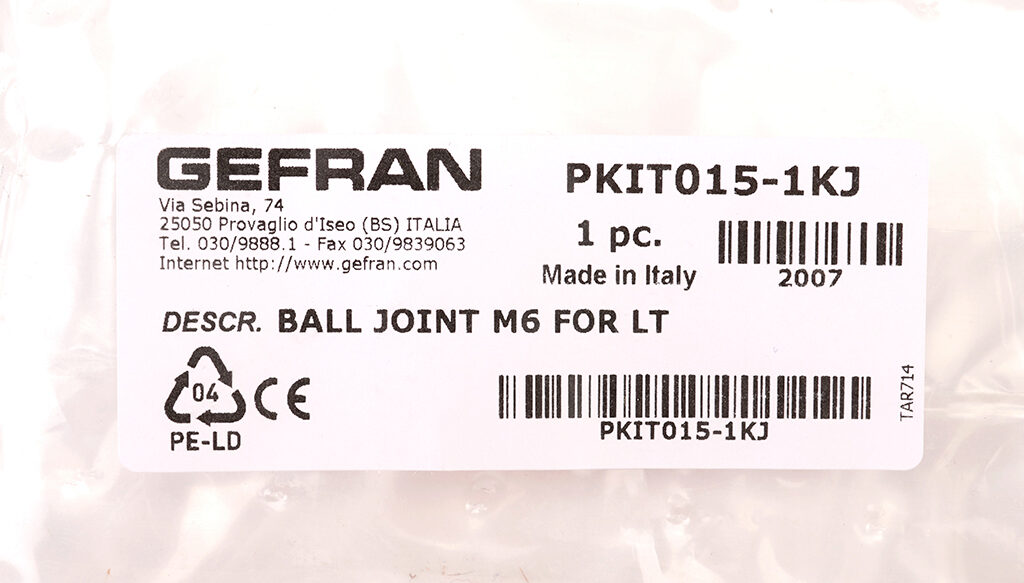 GEFRAN
Via Sebina, 74
25050 Provaglio d'Iseo (BS) ITALIA
Tel. 030/9888.1 - Fax 030/9839063
Internet http://www.gefran.com
PKIT015-1KJ
1 pc.
Made in Italy
2007
DESCR. BALL JOINT M6 FOR LT
04
PE-LD
CE
PKIT015-1KJ
TAR714